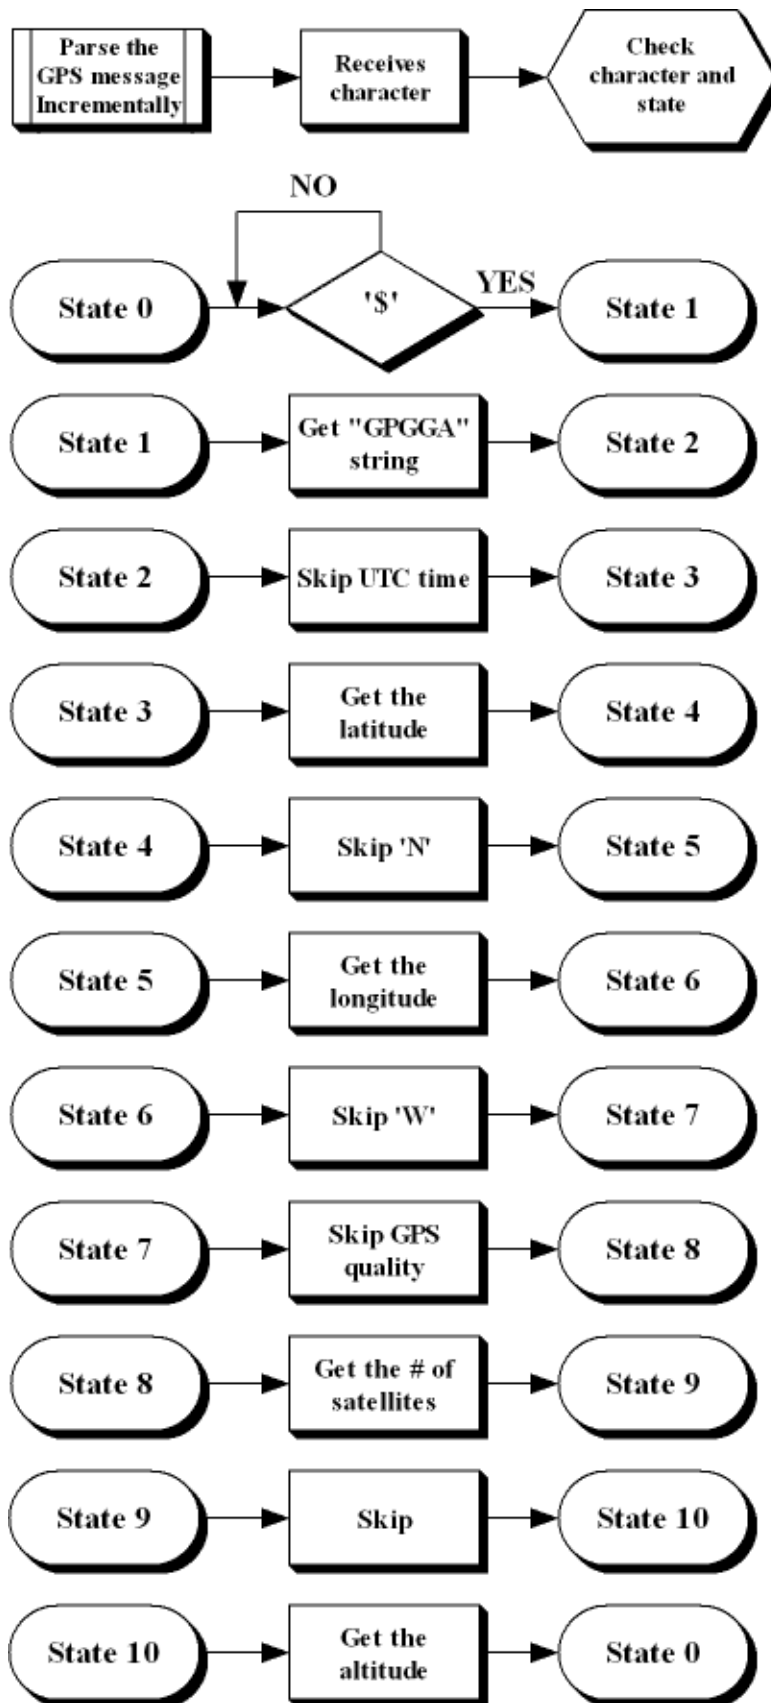 Parse the
GPS message
Incrementally
Receives
character
Check
character and
state
NO
State 0
'$'
YES
State 1
State 1
Get "GPGGA"
string
State 2
State 2
Skip UTC time
State 3
State 3
Get the
latitude
State 4
State 4
Skip 'N'
State 5
State 5
Get the
longitude
State 6
State 6
Skip 'W'
State 7
State 7
Skip GPS
quality
State 8
State 8
Get the # of
satellites
State 9
State 9
Skip
State 10
State 10
Get the
altitude
State 0